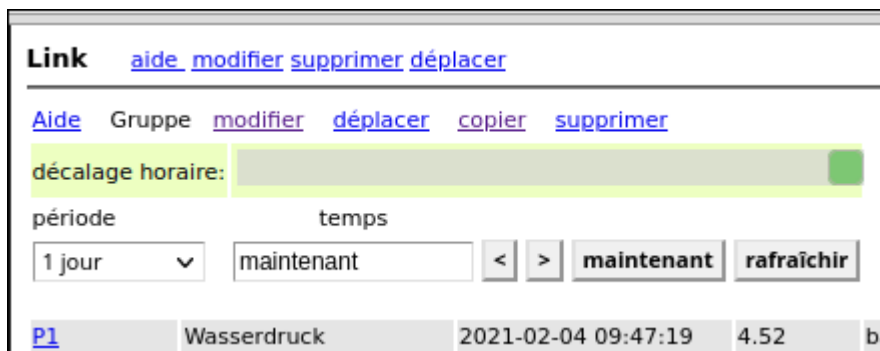 Link aide modifier supprimer déplacer
Aide Gruppe modifier déplacer copier supprimer
décalage horaire:
période temps
1 jour maintenant < > maintenant rafraîchir
P1 Wasserdruck 2021-02-04 09:47:19 4.52 b